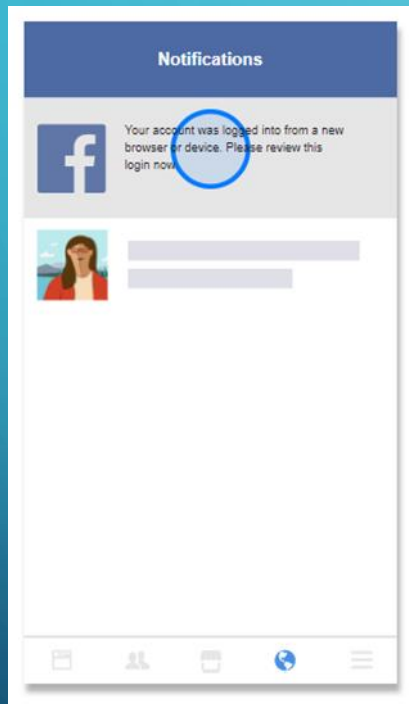 Notifications
Your account was logged into from a new
browser or device. Please review this
login now.